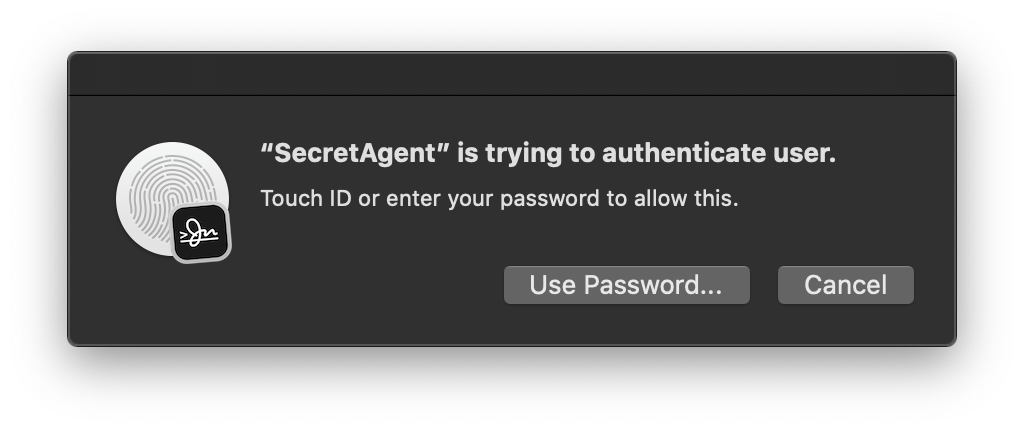 “SecretAgent” is trying to authenticate user.
Touch ID or enter your password to allow this.
Use Password...
Cancel